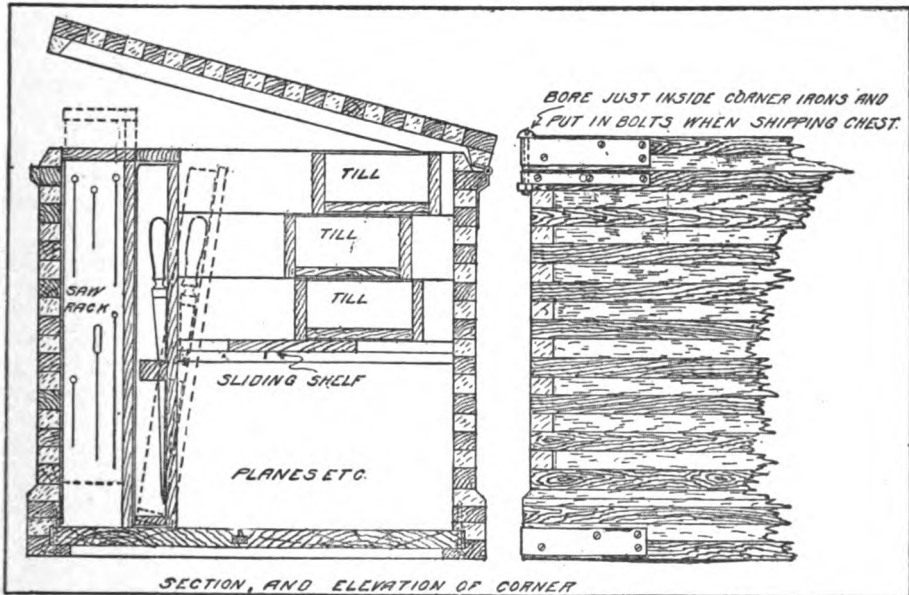 BORE JUST INSIDE CORNER IRONS AND
PUT IN BOLTS WHEN SHIPPING CHEST.
TILL
TILL
SAW
RACK
TILL
SLIDING SHELF
PLANES ETC.
SECTION, AND ELEVATION OF CORNER